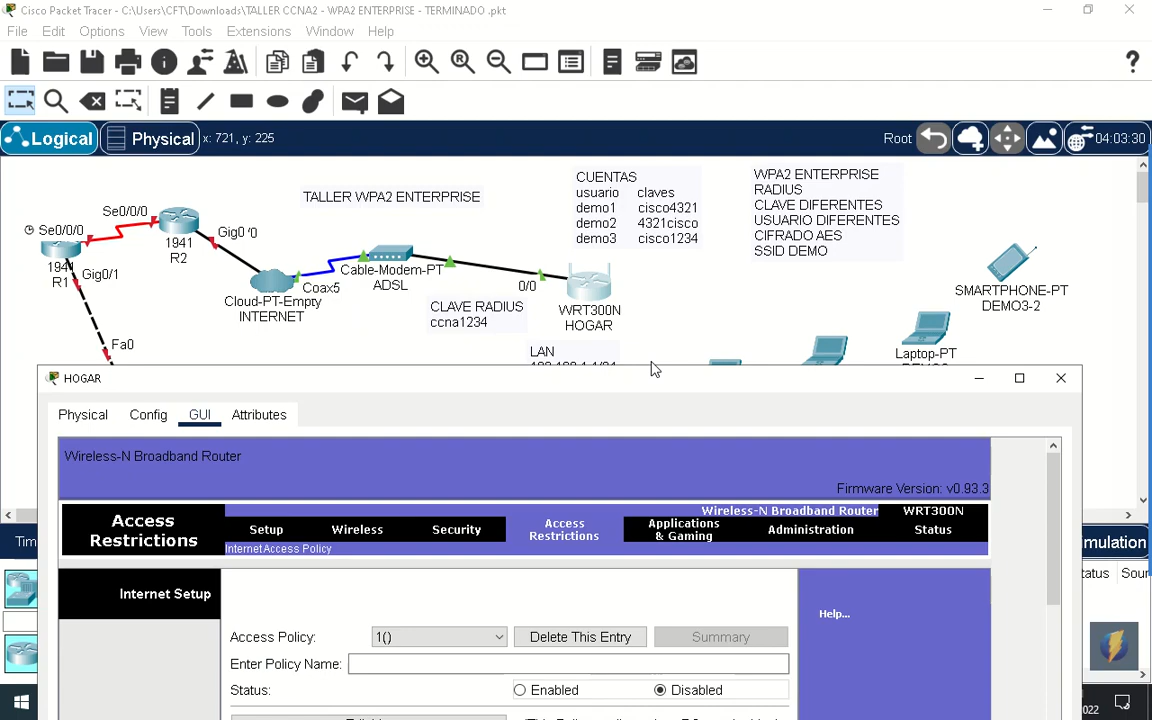 Cisco Packet Tracer - C:\Users\CFT\Downloads\TALLER CCNA2 - WPA2 ENTERPRISE - TERMINADO .pkt
File Edit Options View Tools Extensions Window Help
Logical Physical x: 721, y: 225 Root 04:03:30
TALLER WPA2 ENTERPRISE
CUENTAS
usuario claves
demo1 cisco4321
demo2 4321cisco
demo3 cisco1234
WPA2 ENTERPRISE
RADIUS
CLAVE DIFERENTES
USUARIO DIFERENTES
CIFRADO AES
SSID DEMO
Se0/0/0
Se0/0/0
1941
R2
Gig0
R1
Gig0/1
Fa0
Cloud-PT-Empty
INTERNET
Coax5
Cable-Modem-PT
ADSL
CLAVE RADIUS
ccna1234
0/0
WRT300N
HOGAR
LAN
SMARTPHONE-PT
DEMO3-2
Laptop-PT
HOGAR
Physical Config GUI Attributes
Wireless-N Broadband Router
Firmware Version: v0.93.3
Wireless-N Broadband Router WRT300N
Access
Restrictions
Setup Wireless Security Access
Restrictions
Applications
& Gaming
Administration Status
Internet Access Policy
Internet Setup
Help...
Access Policy: 1() Delete This Entry Summary
Enter Policy Name:
Status: Enabled Disabled